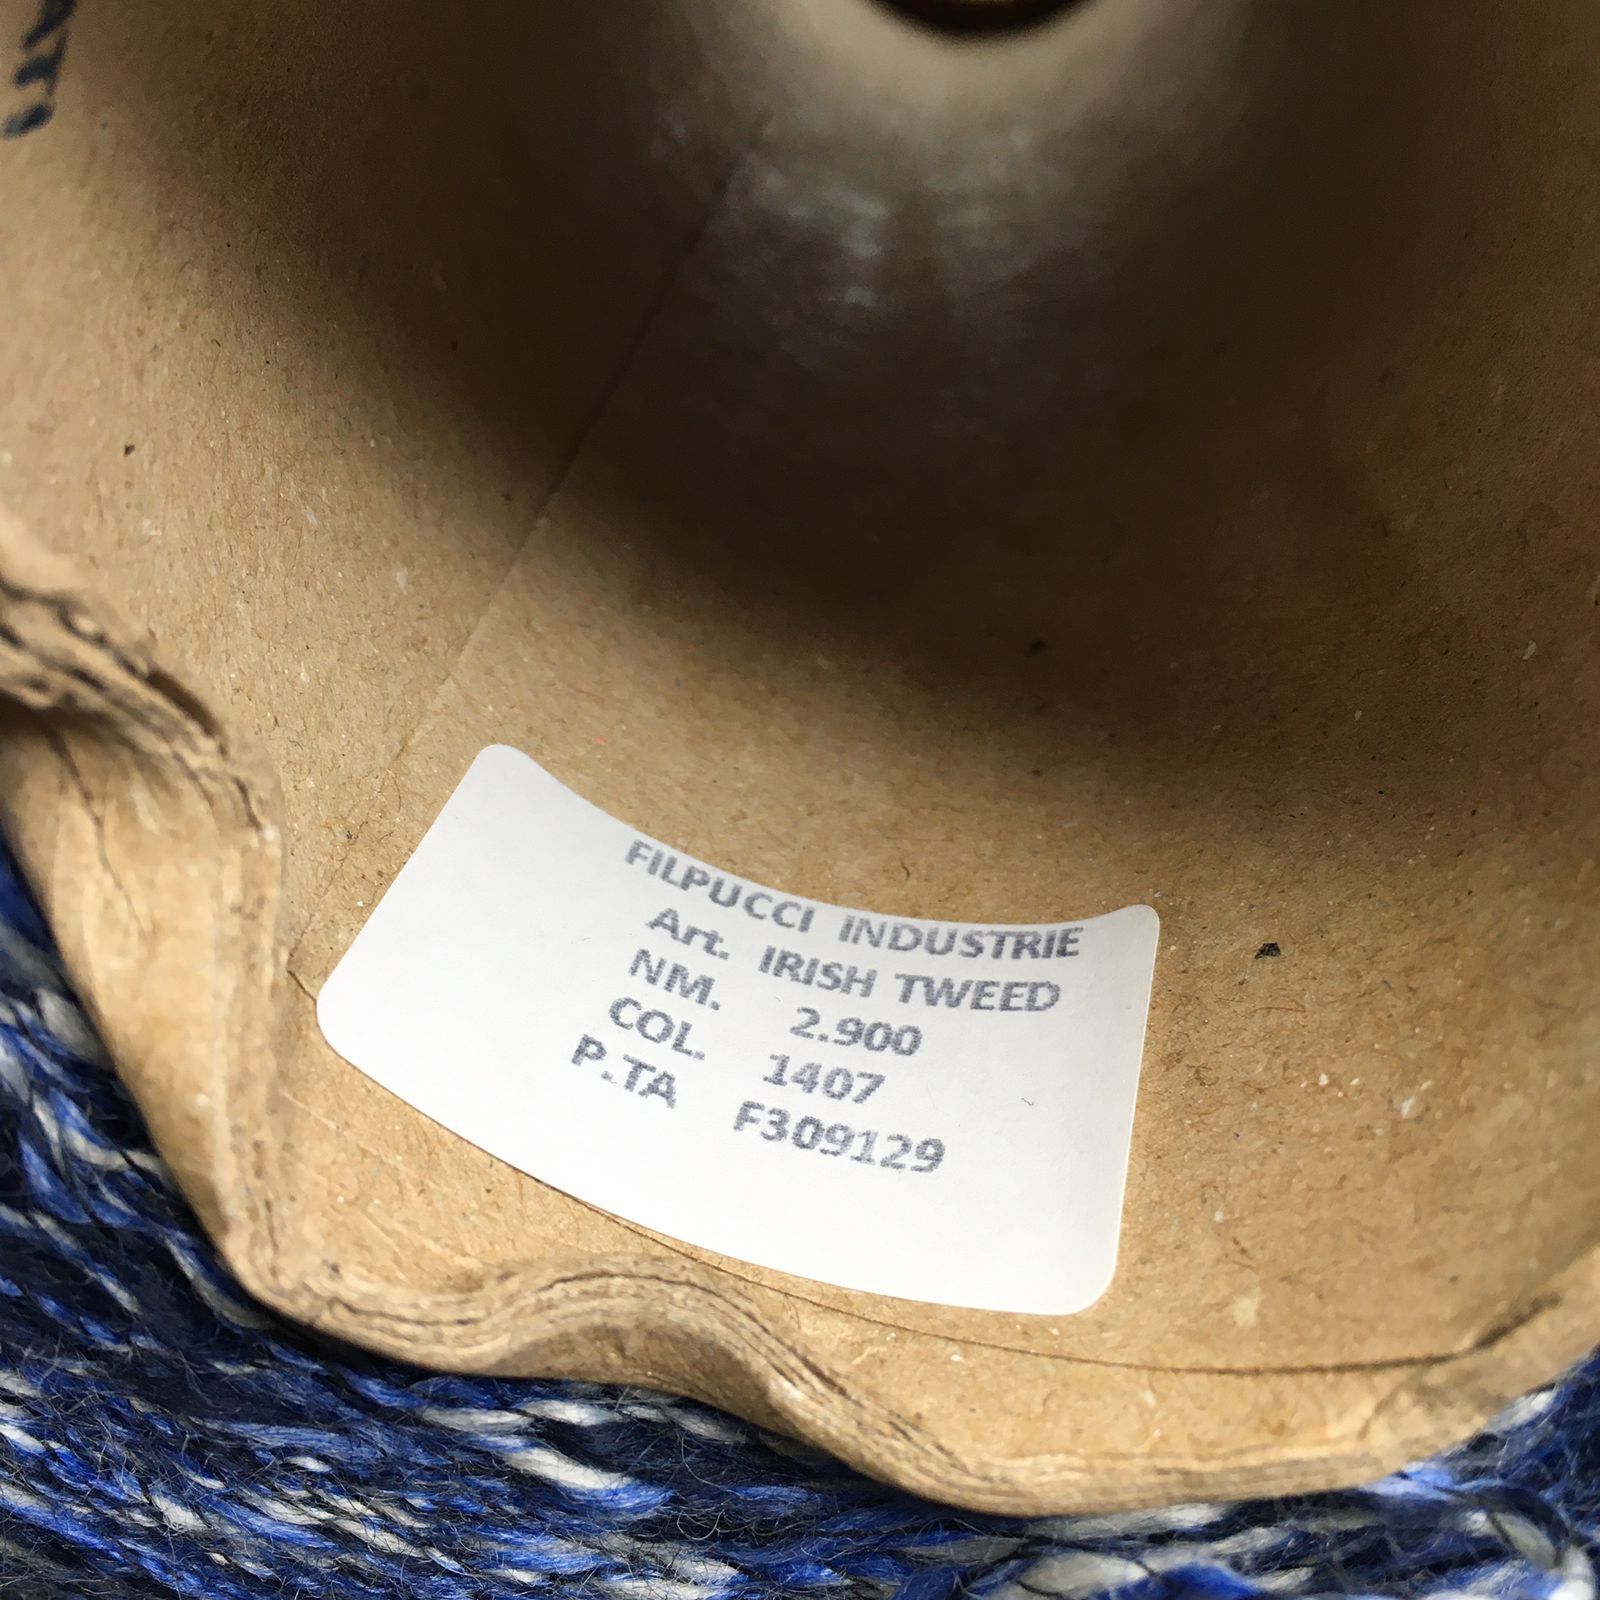 FILPUCCI INDUSTRIE
Art. IRISH TWEED
NM. 2.900
COL. 1407
P.TA F309129